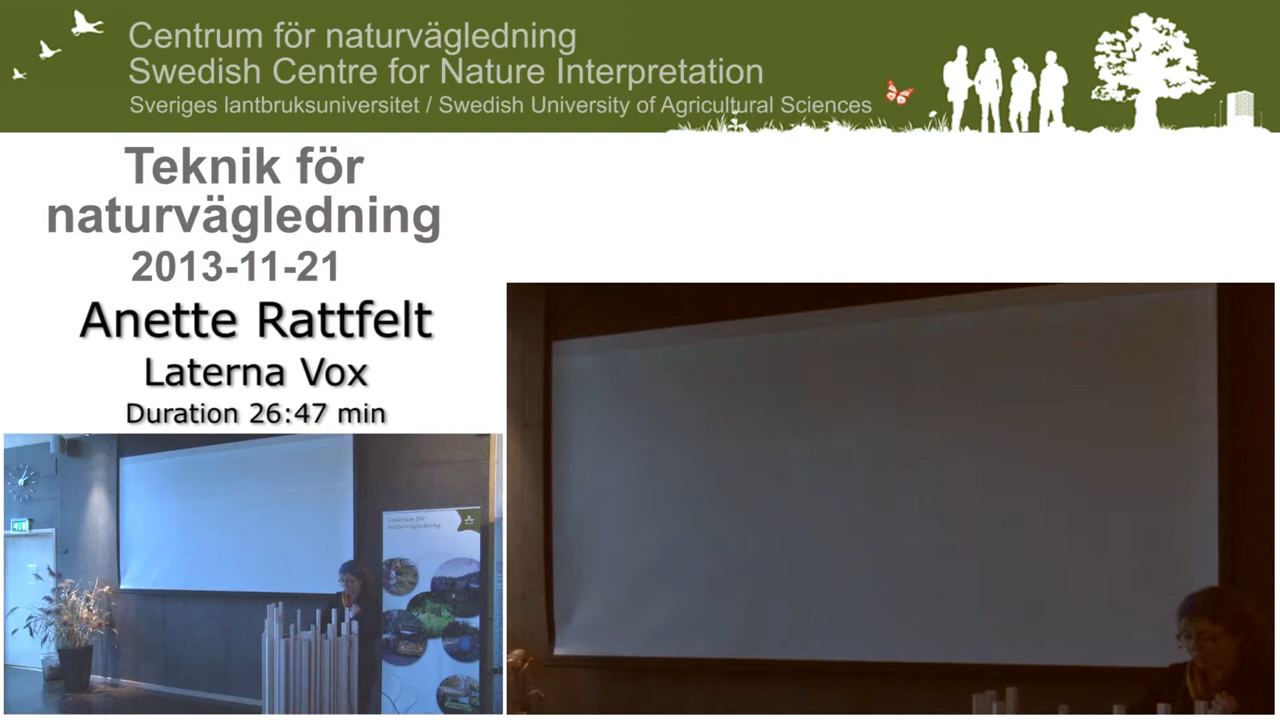 Centrum för naturvägledning
Swedish Centre for Nature Interpretation
Sveriges lantbruksuniversitet / Swedish University of Agricultural Sciences
Teknik för
naturvägledning
2013-11-21
Anette Rattfelt
Laterna Vox
Duration 26:47 min
Centrum för
naturvägledning